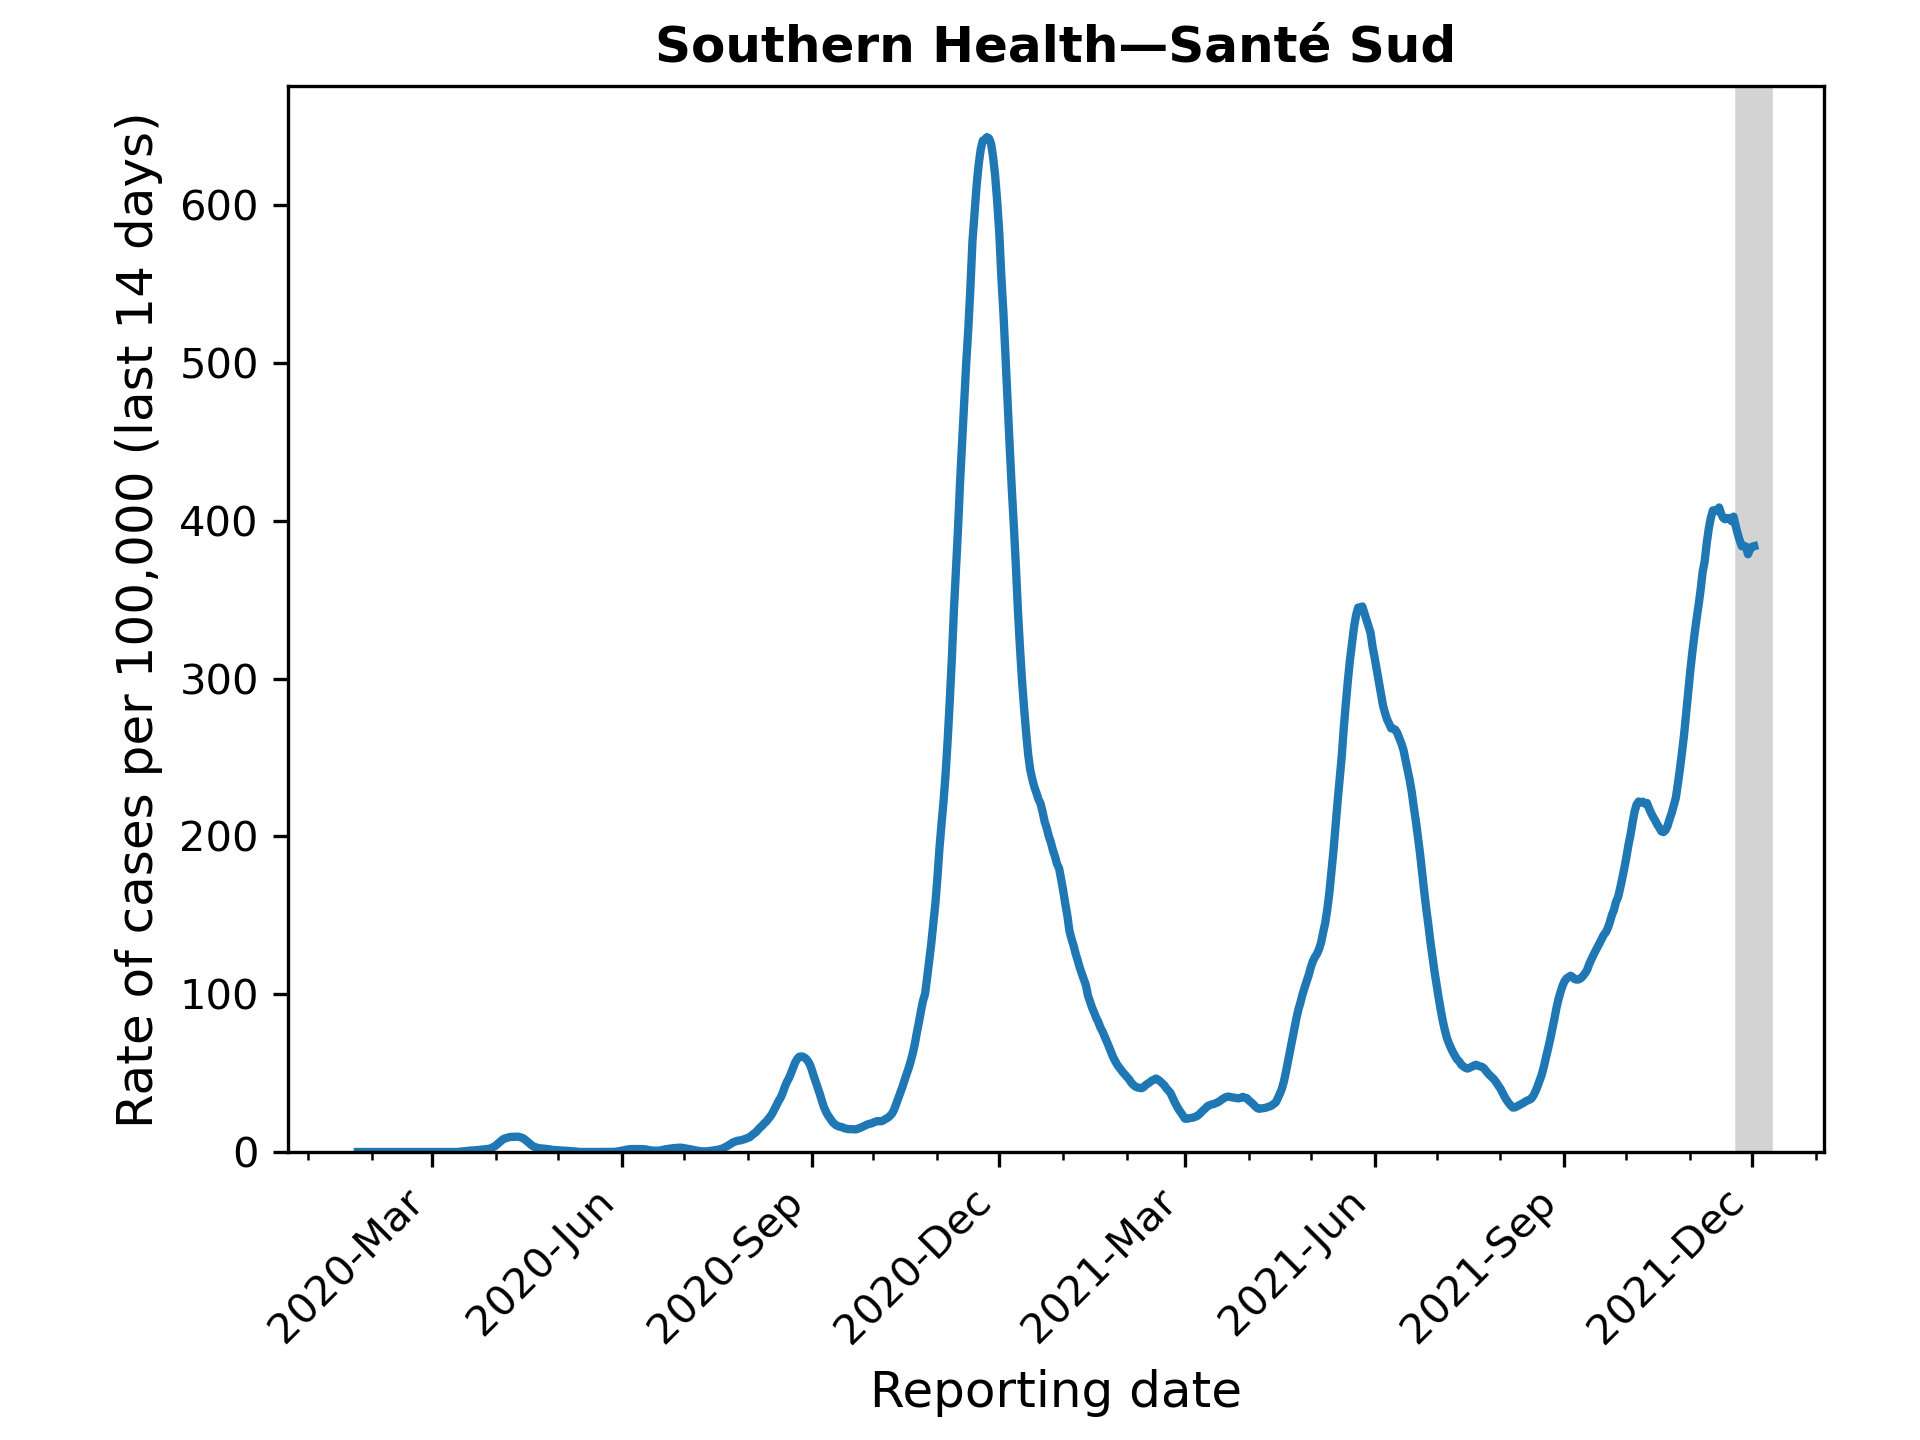 Southern Health—Santé Sud
Rate of cases per 100,000 (last 14 days)
600
500
400
300
200
100
0
2020-Mar
2020-Jun
2020-Sep
2020-Dec
2021-Mar
2021-Jun
2021-Sep
2021-Dec
Reporting date